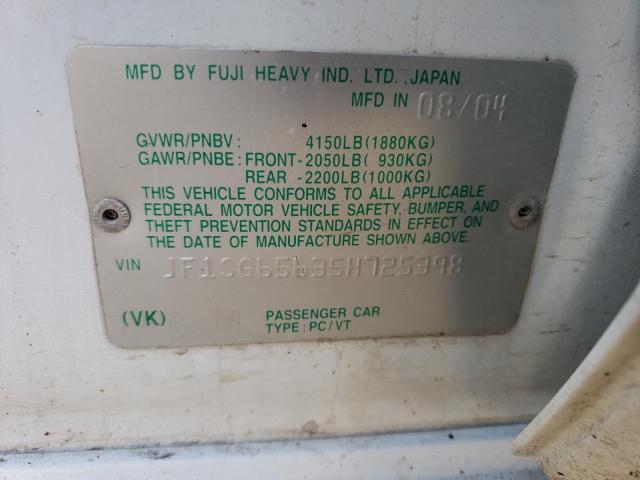 MFD BY FUJI HEAVY IND. LTD., JAPAN
MFD IN 08/04
GVWR/PNBV: 4150LB(1880KG)
GAWR/PNBE: FRONT-2050LB( 930KG)
REAR -2200LB(1000KG)
THIS VEHICLE CONFORMS TO ALL APPLICABLE
FEDERAL MOTOR VEHICLE SAFETY, BUMPER, AND
THEFT PREVENTION STANDARDS IN EFFECT ON
THE DATE OF MANUFACTURE SHOWN ABOVE.
VIN JF1SG65635H725398
(VK)
PASSENGER CAR
TYPE: PC/VT